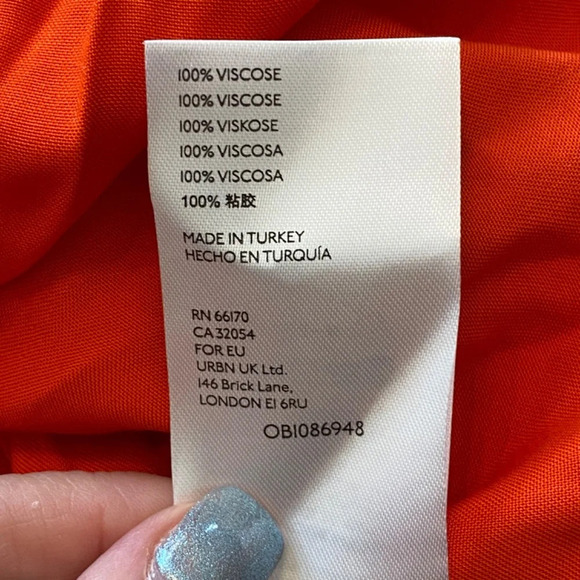 100% VISCOSE
100% VISCOSE
100% VISKOSE
100% VISCOSA
100% VISCOSA
100% 粘胶
MADE IN TURKEY
HECHO EN TURQUÍA
RN 66170
CA 32054
FOR EU
URBN UK Ltd.
146 Brick Lane,
LONDON E1 6RU
OB1086948